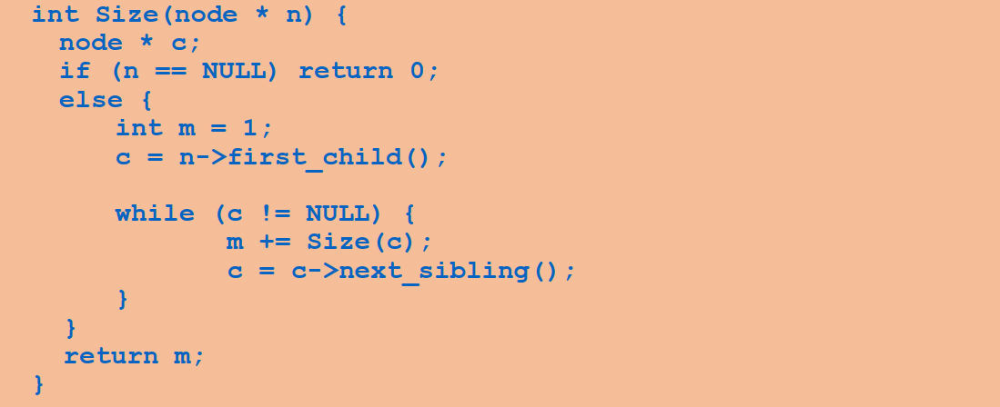 int Size(node * n) {
node * c;
if (n == NULL) return 0;
else {
int m = 1;
c = n->first_child();
while (c != NULL) {
m += Size(c);
c = c->next_sibling();
}
}
return m;
}